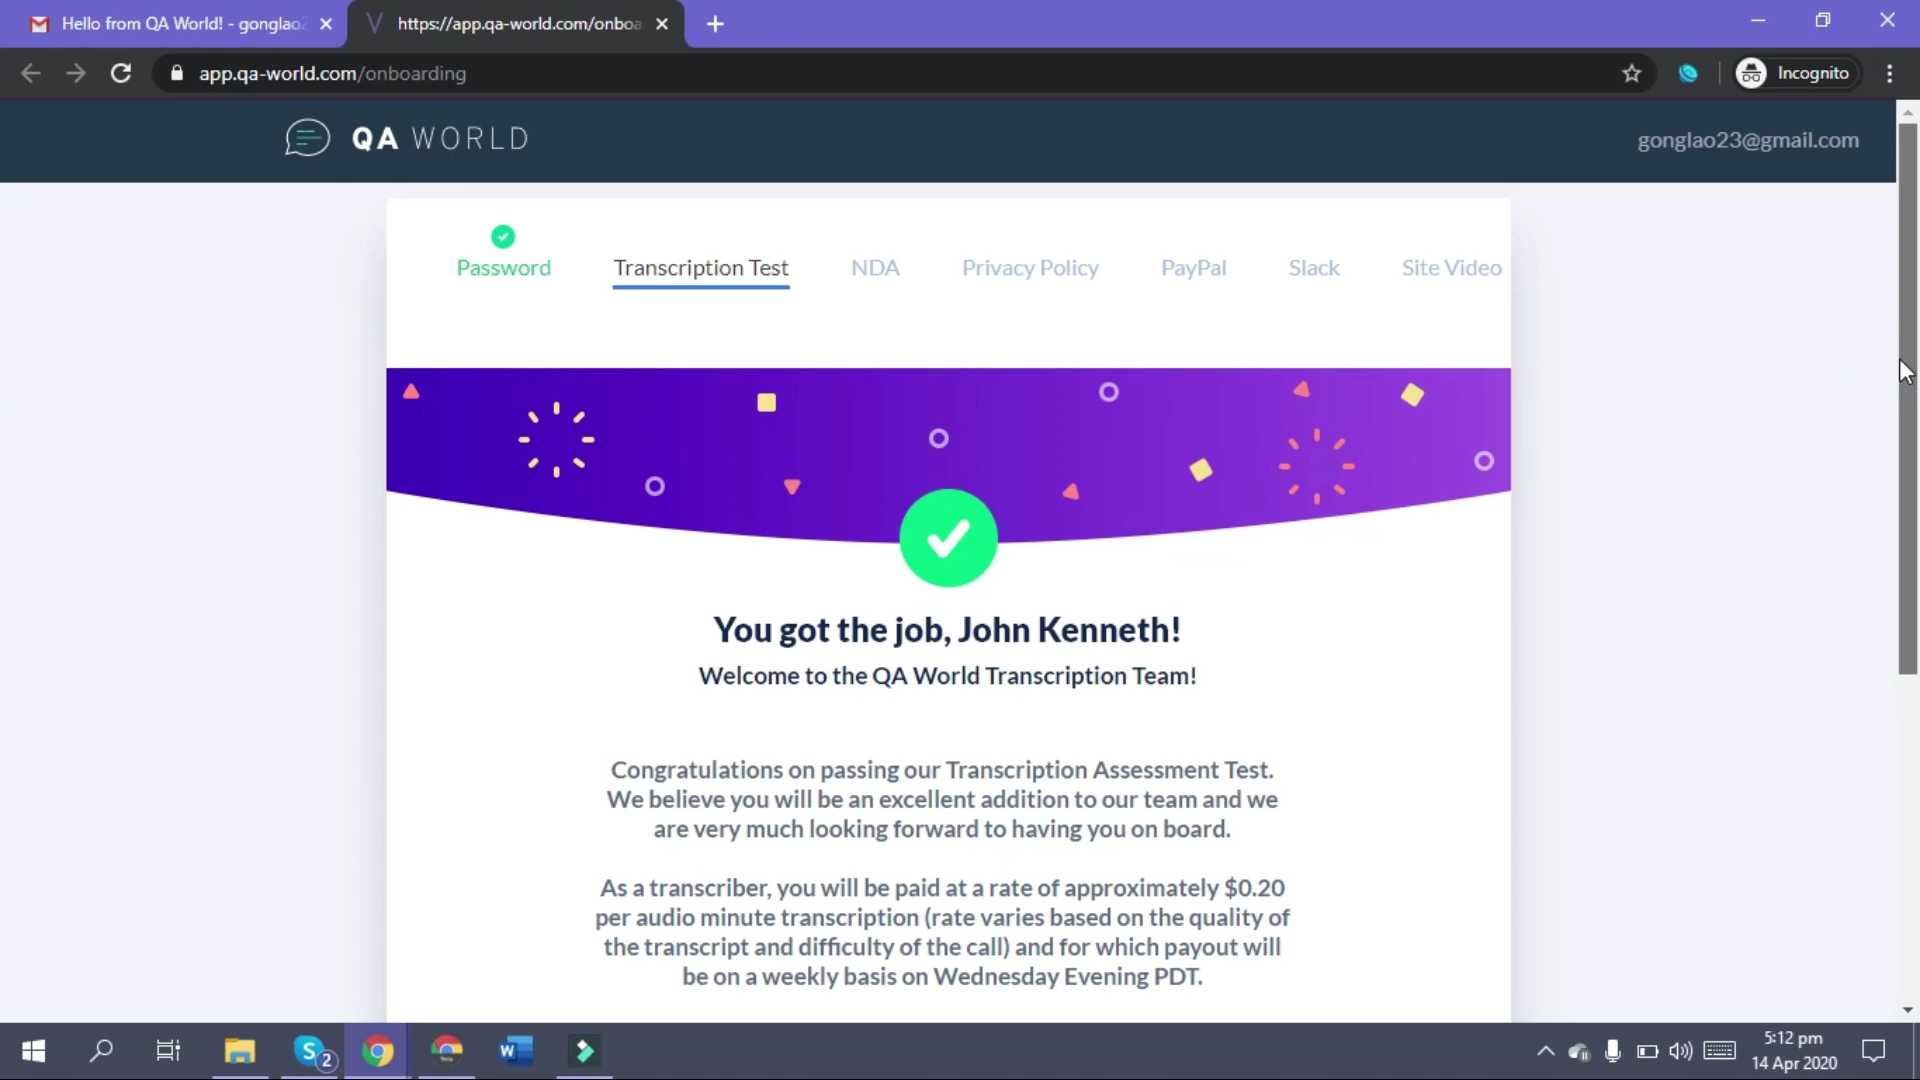 Hello from QA World! - gonglao2
https://app.qa-world.com/onboa
app.qa-world.com/onboarding
Incognito
QA WORLD
gonglao23@gmail.com
Password
Transcription Test
NDA
Privacy Policy
PayPal
Slack
Site Video
You got the job, John Kenneth!
Welcome to the QA World Transcription Team!
Congratulations on passing our Transcription Assessment Test.
We believe you will be an excellent addition to our team and we
are very much looking forward to having you on board.
As a transcriber, you will be paid at a rate of approximately $0.20
per audio minute transcription (rate varies based on the quality of
the transcript and difficulty of the call) and for which payout will
be on a weekly basis on Wednesday Evening PDT.
S
2
W
5:12 pm
14 Apr 2020